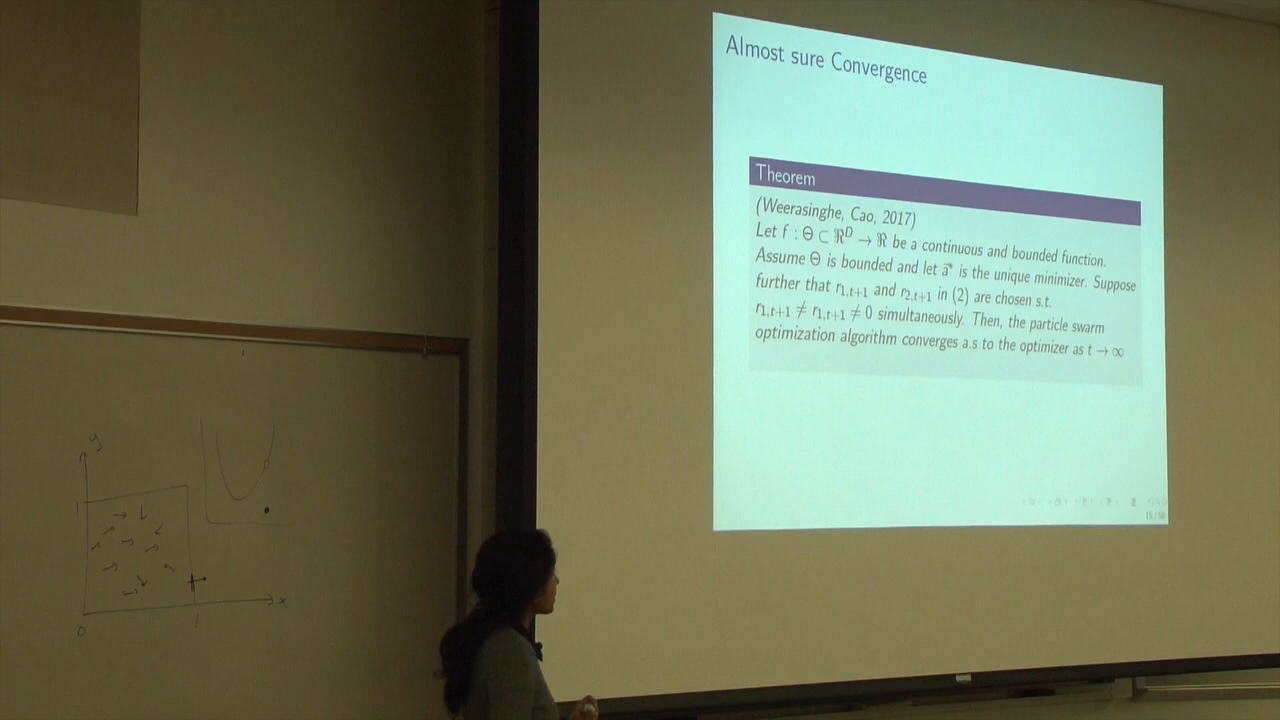 Almost sure Convergence
Theorem
(Weerasinghe, Cao, 2017)
Let f : Θ ⊂ ℜ^D → ℜ be a continuous and bounded function.
Assume Θ is bounded and let a⃗* is the unique minimizer. Suppose
further that r₁,ₜ₊₁ and r₂,ₜ₊₁ in (2) are chosen s.t.
r₁,ₜ₊₁ ≠ r₁,ₜ₊₁ ≠ 0 simultaneously. Then, the particle swarm
optimization algorithm converges a.s to the optimizer as t → ∞
y
1
0
1
x